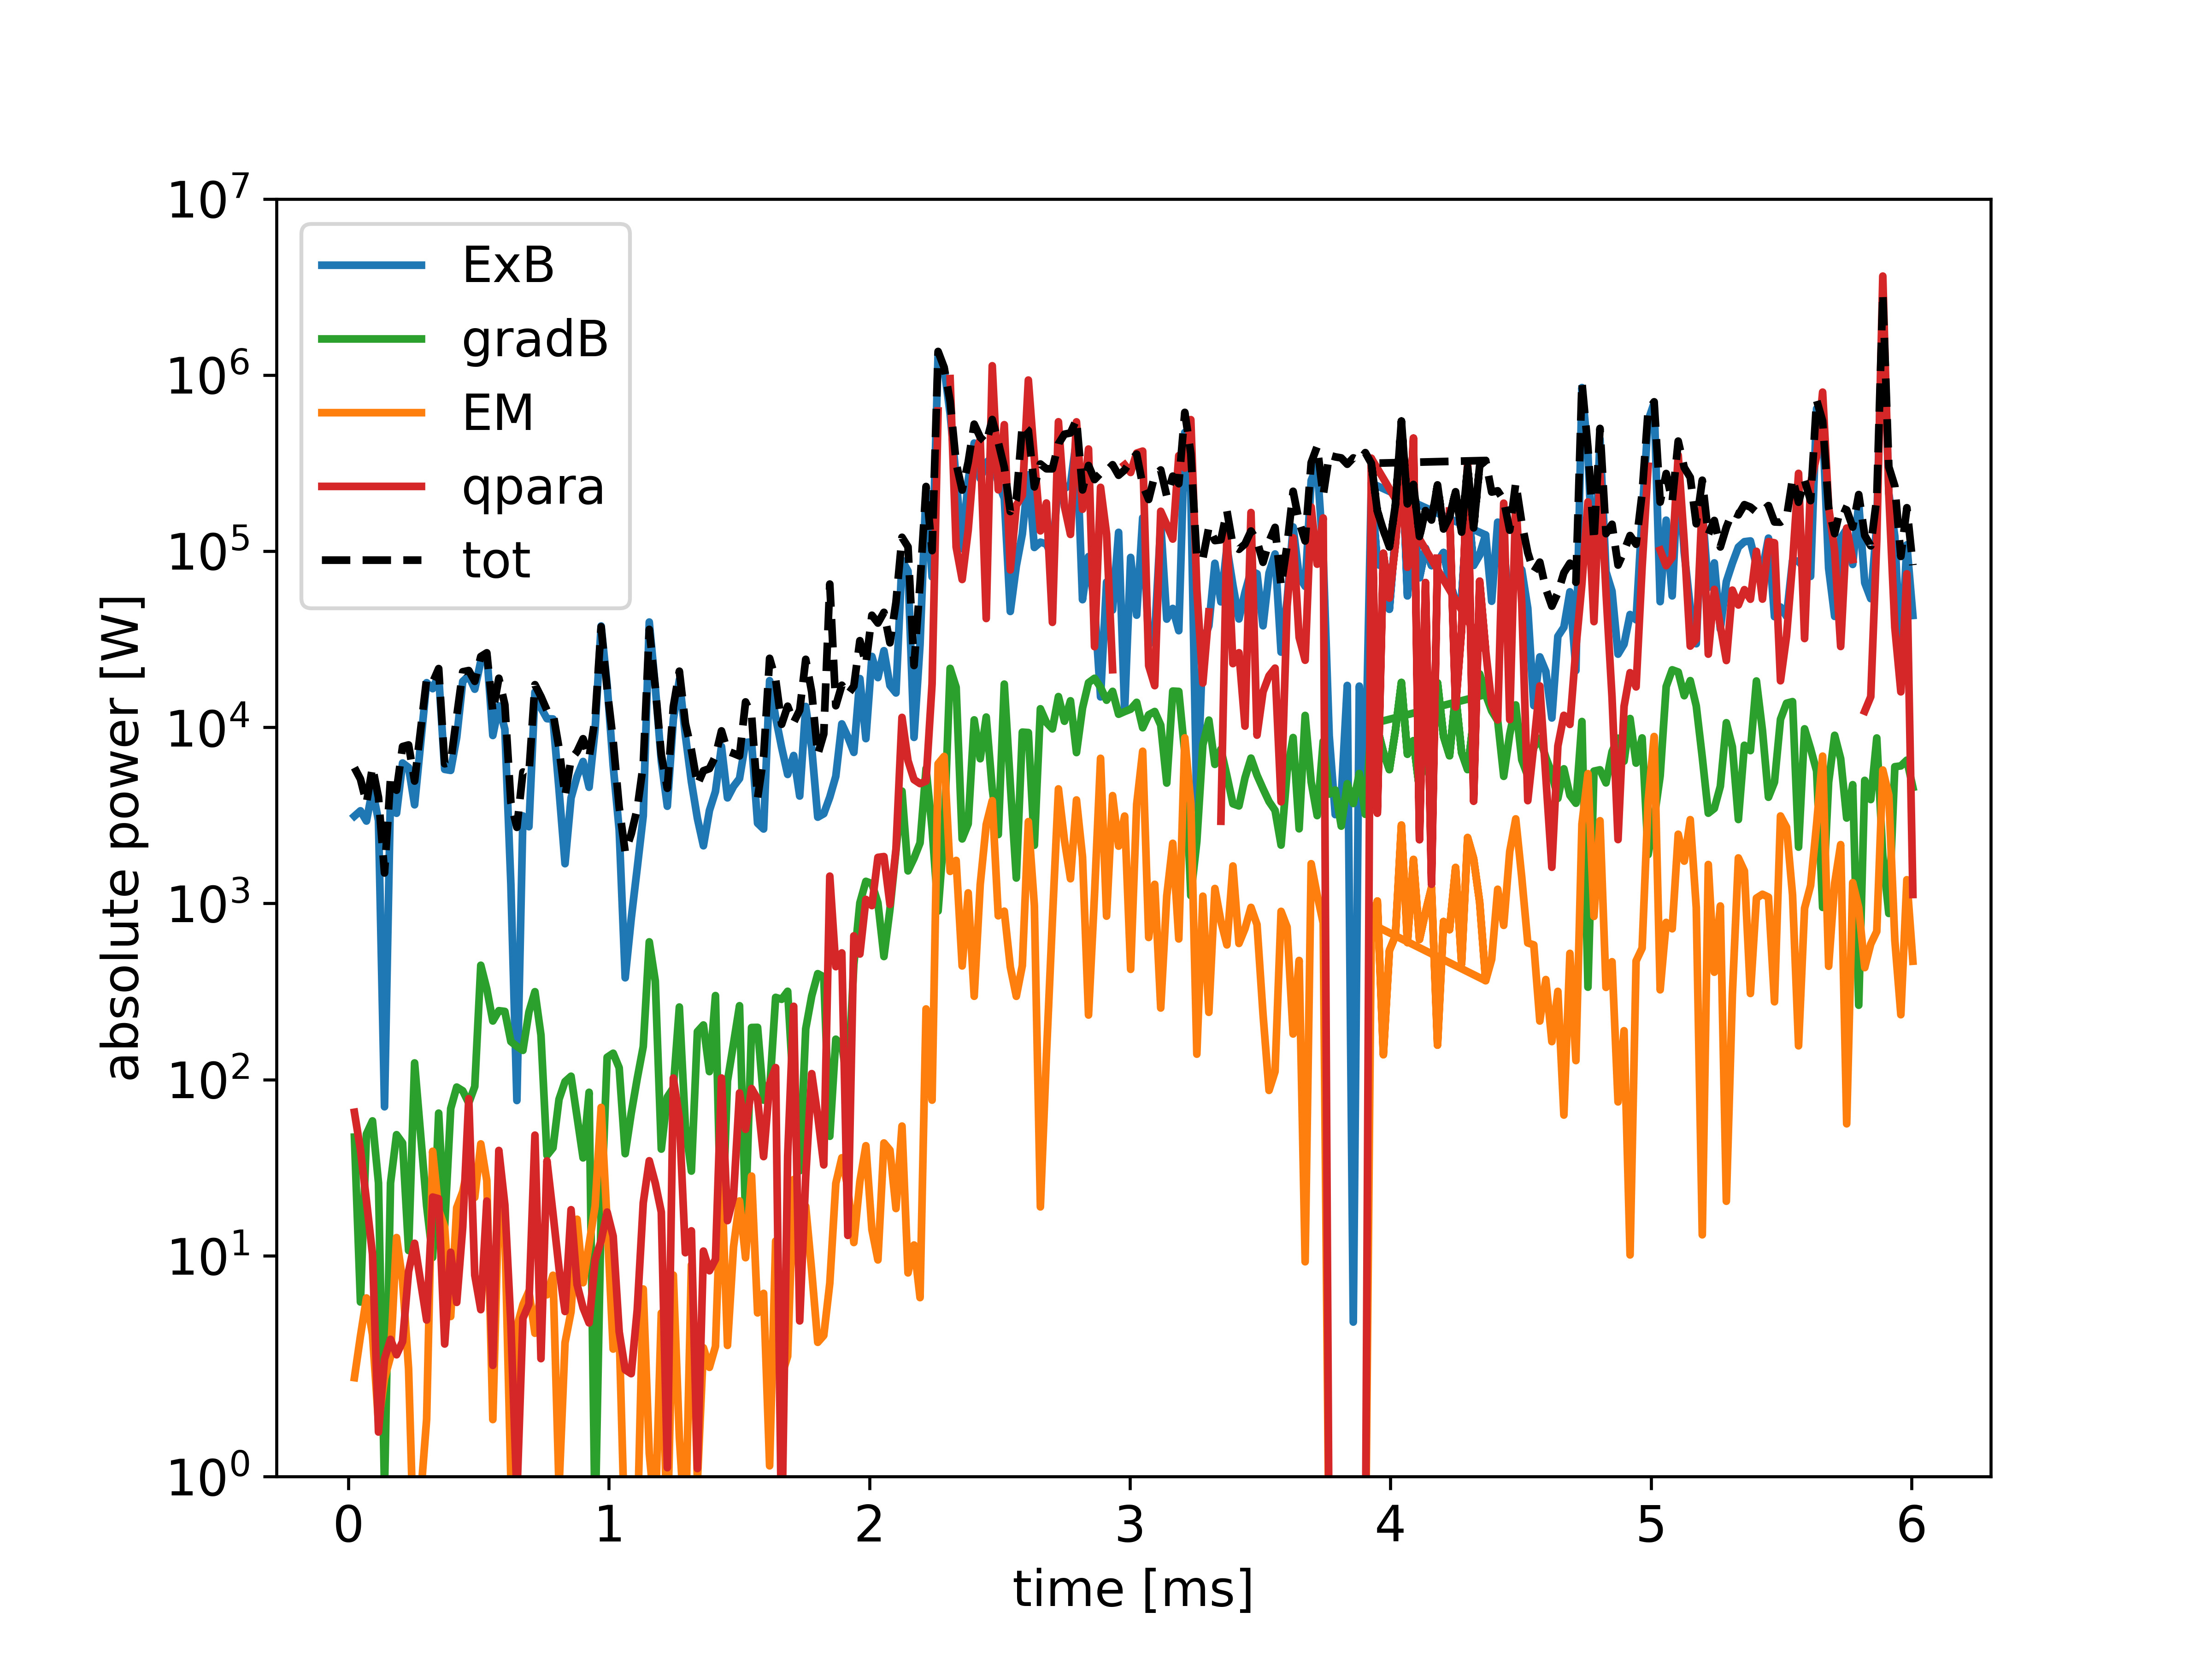 10^7
10^6
10^5
10^4
10^3
10^2
10^1
10^0
absolute power [W]
ExB
gradB
EM
qpara
tot
0 1 2 3 4 5 6
time [ms]